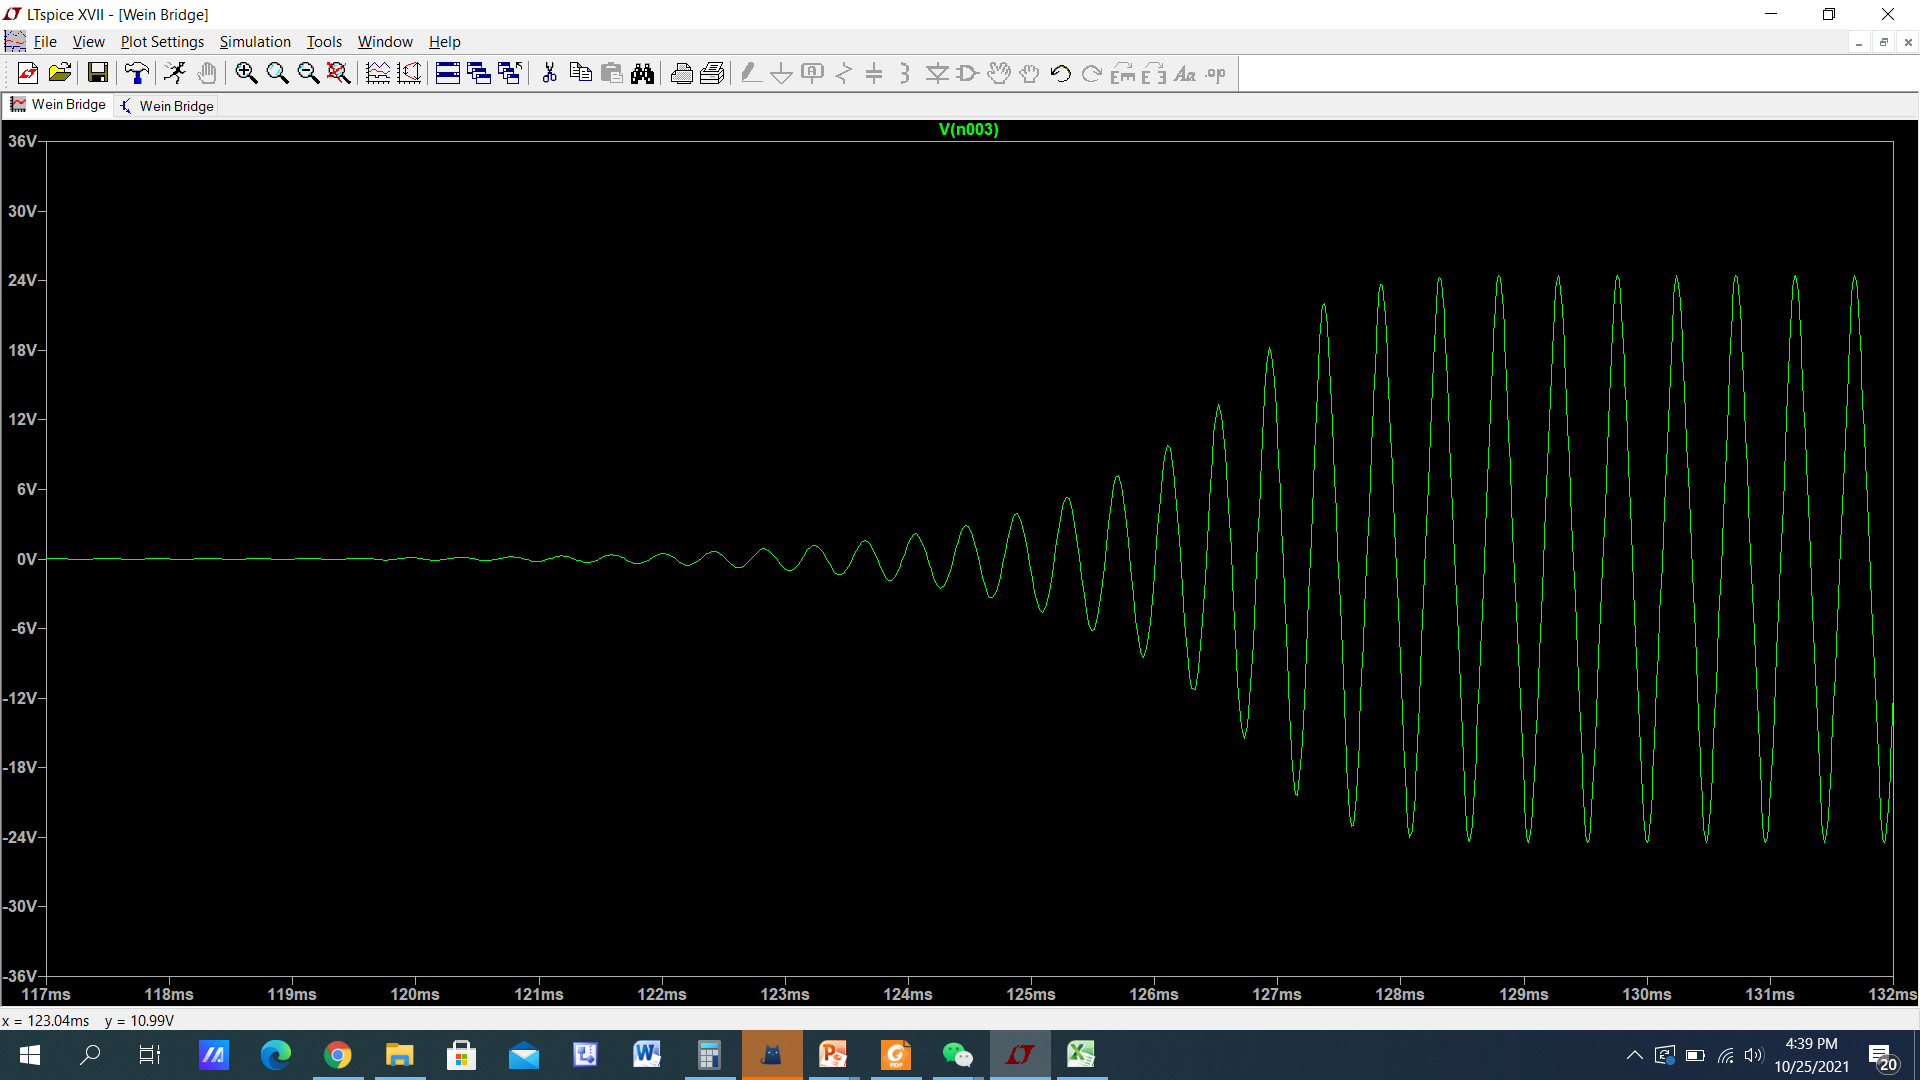 LTspice XVII - [Wein Bridge]
File View Plot Settings Simulation Tools Window Help
Wein Bridge Wein Bridge
V(n003)
36V
30V
24V
18V
12V
6V
0V
-6V
-12V
-18V
-24V
-30V
-36V
117ms 118ms 119ms 120ms 121ms 122ms 123ms 124ms 125ms 126ms 127ms 128ms 129ms 130ms 131ms 132ms
x = 123.04ms y = 10.99V
4:39 PM
10/25/2021
20